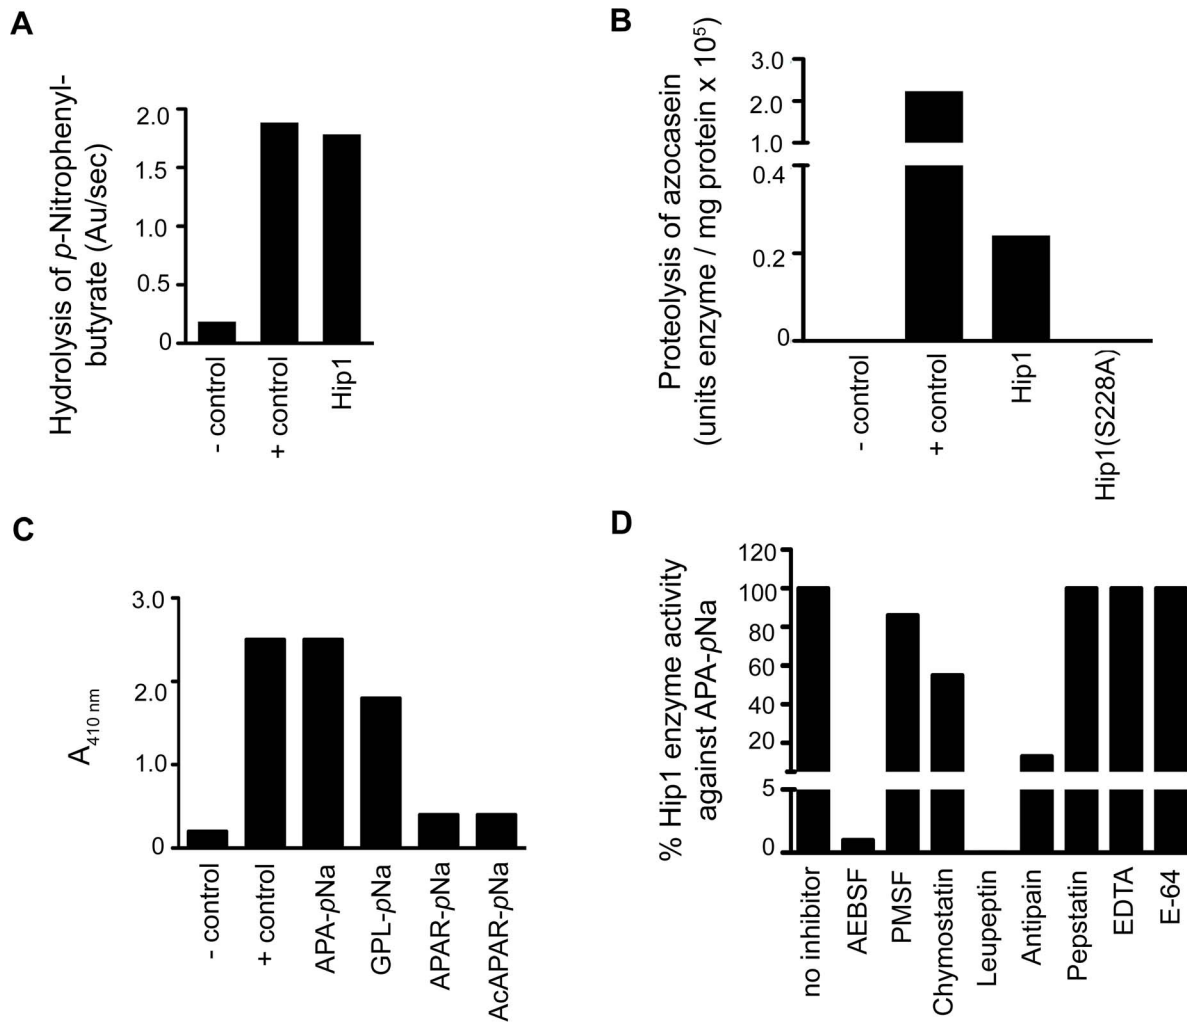 A
Hydrolysis of p-Nitrophenyl-
butyrate (Au/sec)
2.0
1.5
1.0
0.5
0
- control
+ control
Hip1
B
Proteolysis of azocasein
(units enzyme / mg protein x 10⁵)
3.0
2.0
1.0
0.4
0.2
0
- control
+ control
Hip1
Hip1(S228A)
C
A410 nm
3.0
2.0
1.0
0
- control
+ control
APA-pNa
GPL-pNa
APAR-pNa
AcAPAR-pNa
D
% Hip1 enzyme activity
against APA-pNa
120
100
80
60
40
20
5
0
no inhibitor
AEBSF
PMSF
Chymostatin
Leupeptin
Antipain
Pepstatin
EDTA
E-64